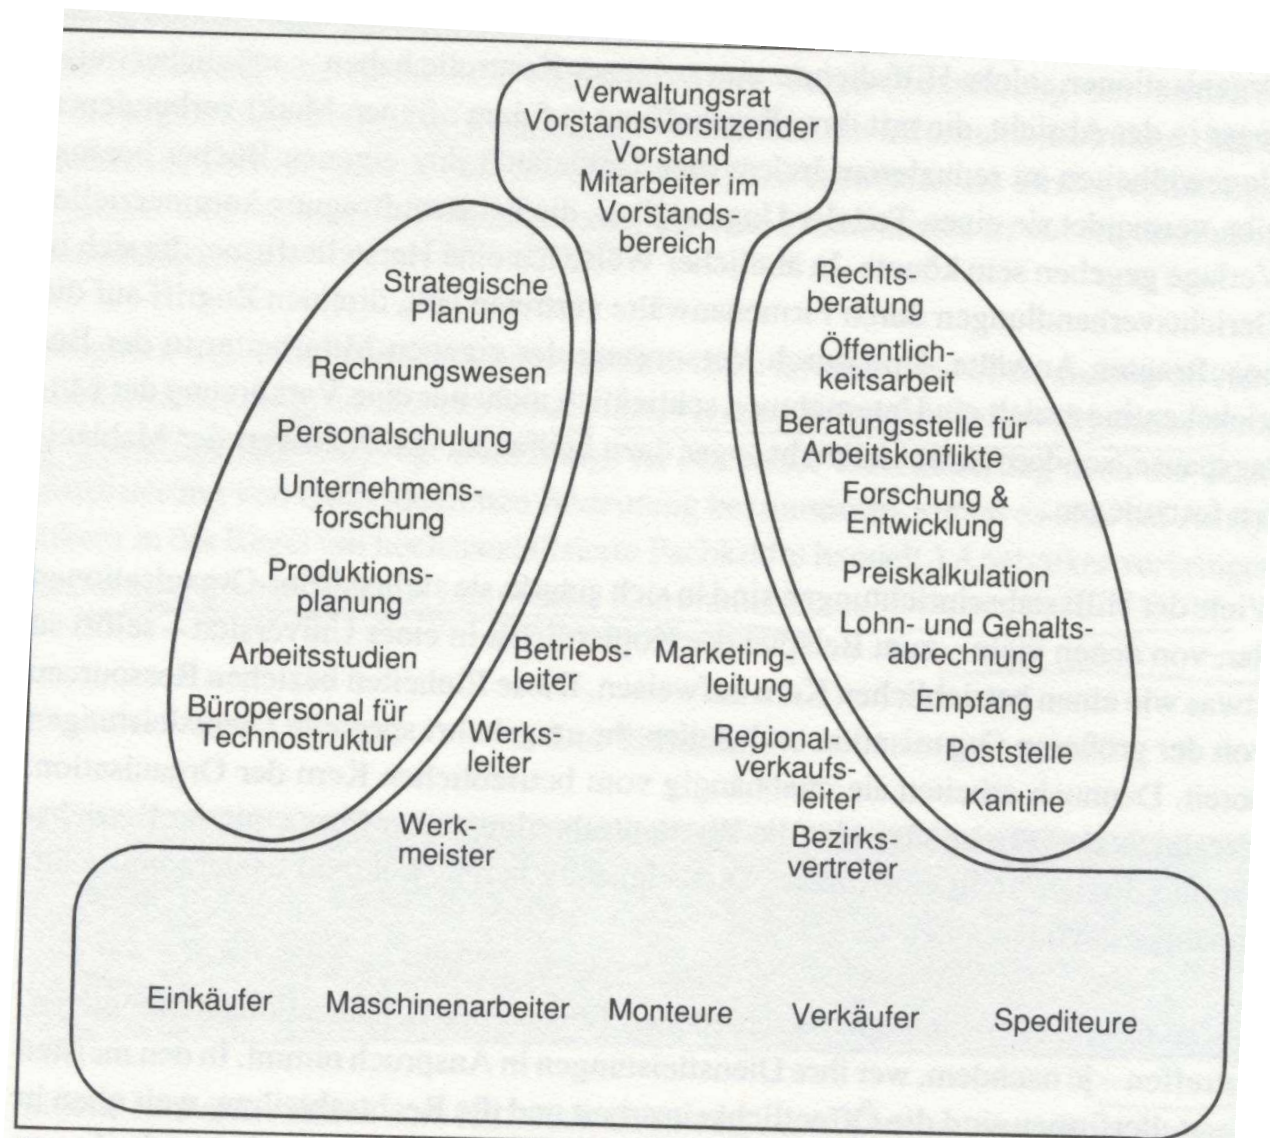 Verwaltungsrat
Vorstandsvorsitzender
Vorstand
Mitarbeiter im
Vorstands-
bereich
Strategische
Planung
Rechnungswesen
Personalschulung
Unternehmens-
forschung
Produktions-
planung
Arbeitsstudien
Büropersonal für
Technostruktur
Betriebs-
leiter
Werks-
leiter
Werk-
meister
Marketing-
leitung
Regional-
verkaufs-
leiter
Bezirks-
vertreter
Rechts-
beratung
Öffentlich-
keitsarbeit
Beratungsstelle für
Arbeitskonflikte
Forschung &
Entwicklung
Preiskalkulation
Lohn- und Gehalts-
abrechnung
Empfang
Poststelle
Kantine
Einkäufer
Maschinenarbeiter
Monteure
Verkäufer
Spediteure